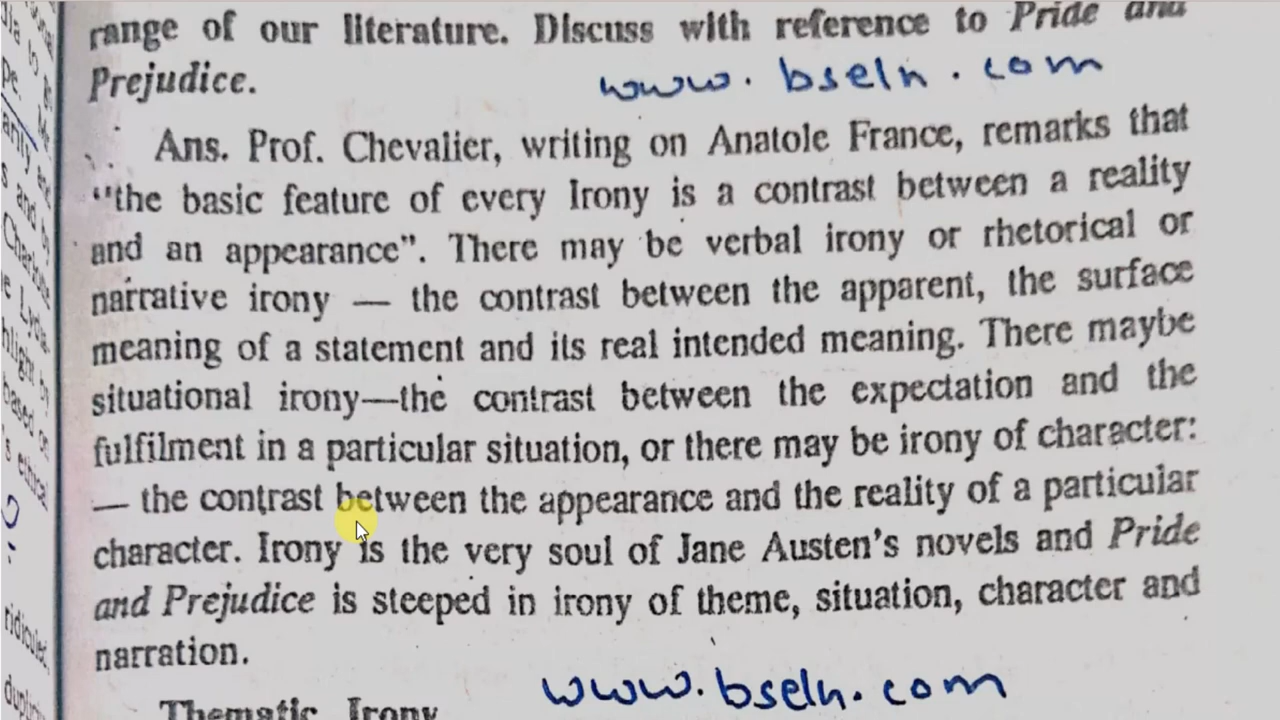 range of our literature. Discuss with reference to Pride and
Prejudice.
www.bseln.com
Ans. Prof. Chevalier, writing on Anatole France, remarks that
"the basic feature of every Irony is a contrast between a reality
and an appearance". There may be verbal irony or rhetorical or
narrative irony — the contrast between the apparent, the surface
meaning of a statement and its real intended meaning. There maybe
situational irony—the contrast between the expectation and the
fulfilment in a particular situation, or there may be irony of character:
— the contrast between the appearance and the reality of a particular
character. Irony is the very soul of Jane Austen's novels and Pride
and Prejudice is steeped in irony of theme, situation, character and
narration.
www.bseln.com
Thematic Irony
ridiculed,